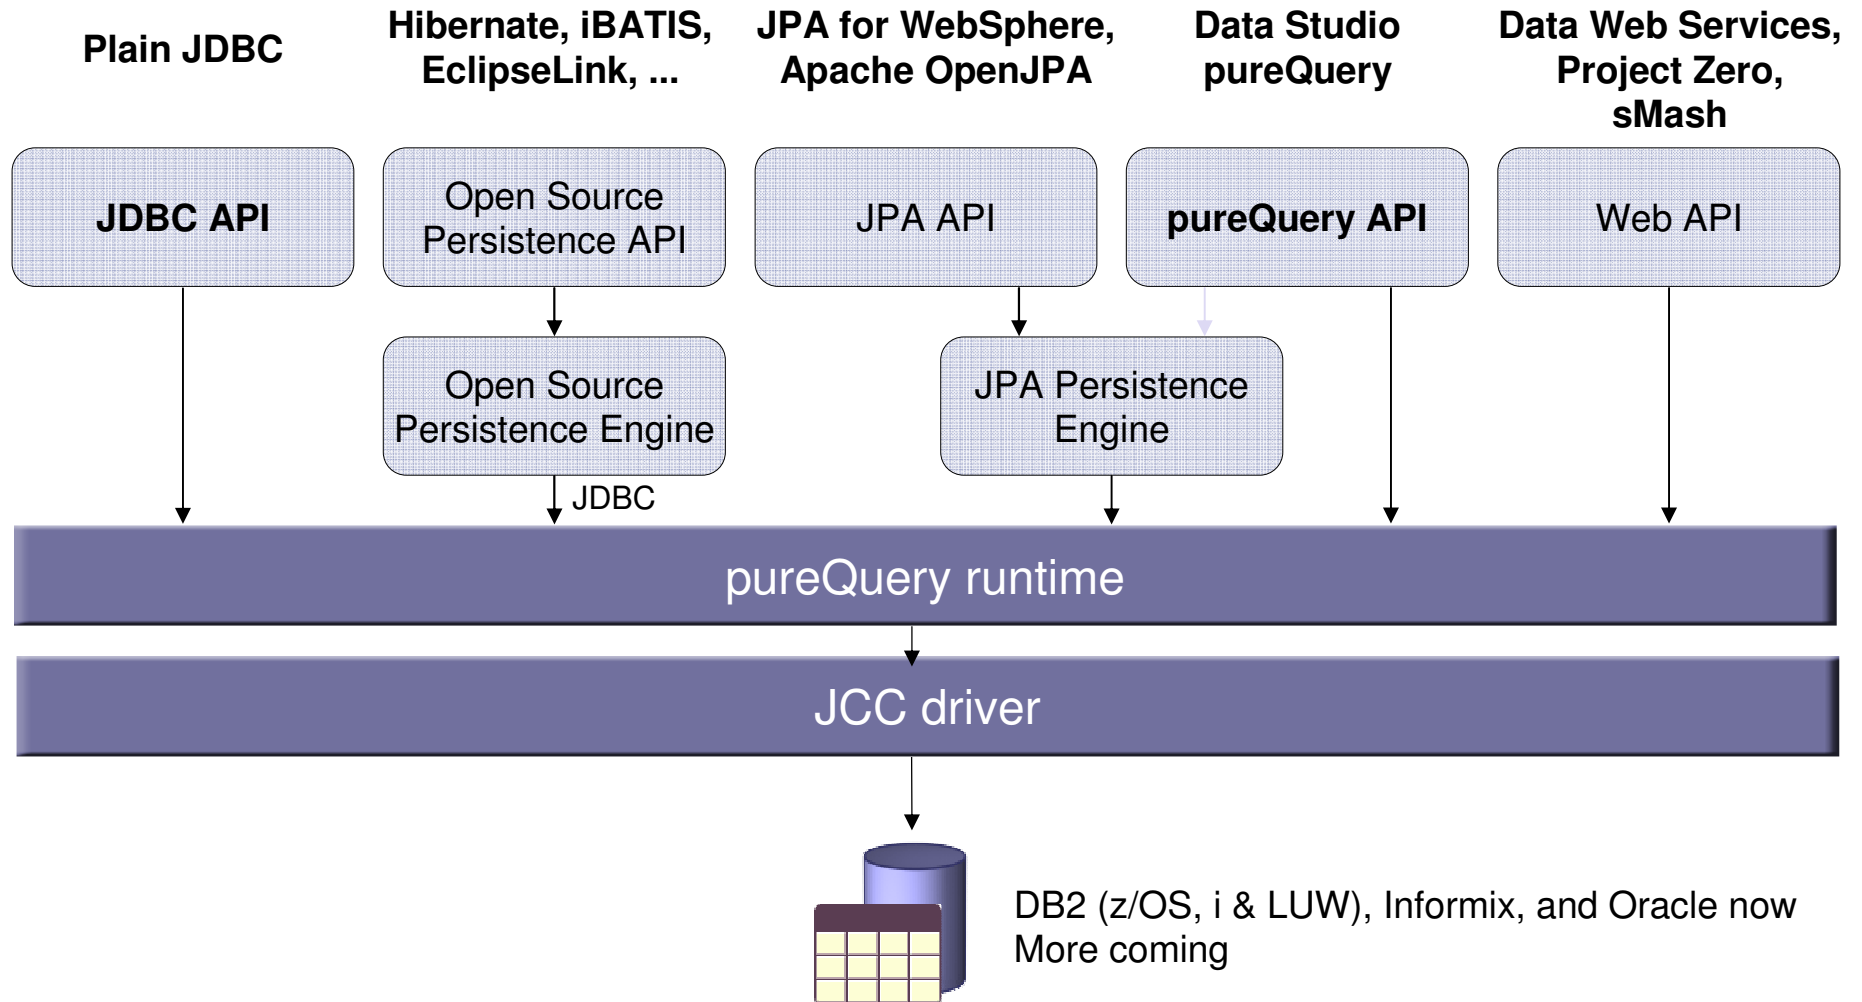 Plain JDBC
Hibernate, iBATIS,
EclipseLink, ...
JPA for WebSphere,
Apache OpenJPA
Data Studio
pureQuery
Data Web Services,
Project Zero,
sMash
JDBC API
Open Source
Persistence API
JPA API
pureQuery API
Web API
Open Source
Persistence Engine
JPA Persistence
Engine
JDBC
pureQuery runtime
JCC driver
DB2 (z/OS, i & LUW), Informix, and Oracle now
More coming